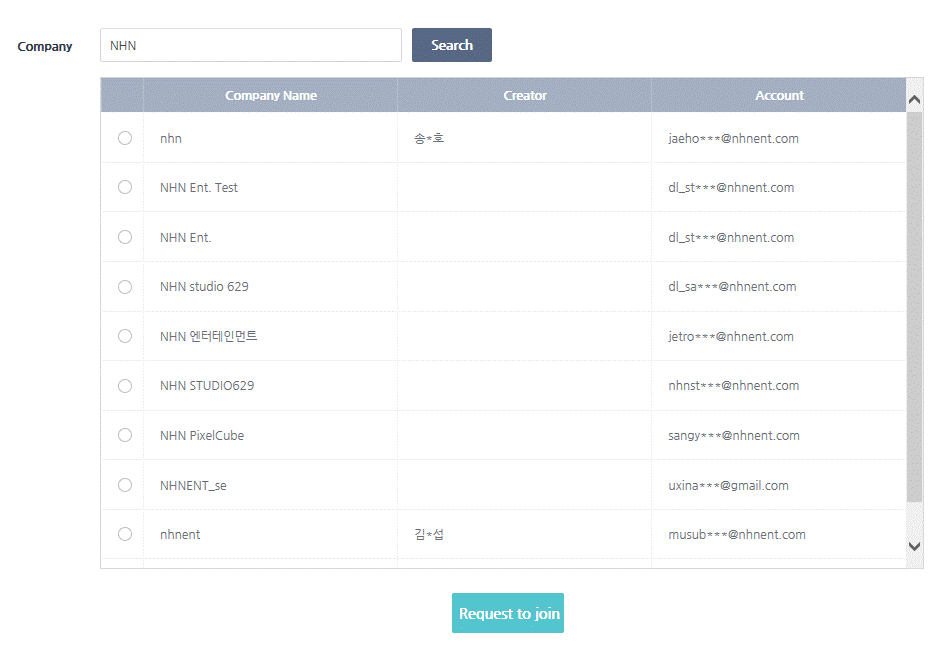 Company NHN Search
Company Name Creator Account
nhn 송*호 jaeho***@nhnent.com
NHN Ent. Test dl_st***@nhnent.com
NHN Ent. dl_st***@nhnent.com
NHN studio 629 dl_sa***@nhnent.com
NHN 엔터테인먼트 jetro***@nhnent.com
NHN STUDIO629 nhnst***@nhnent.com
NHN PixelCube sangy***@nhnent.com
NHNENT_se uxina***@gmail.com
nhnent 김*섭 musub***@nhnent.com
Request to join